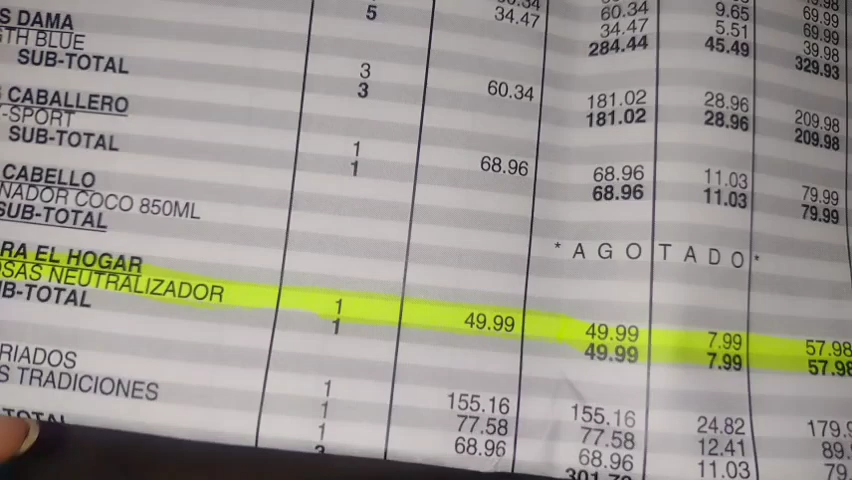 60.34 9.65 69.99
5 34.47 34.47 5.51 69.99
S DAMA 284.44 45.49 39.98
GTH BLUE 329.93
SUB-TOTAL 3
3 60.34 181.02 28.96 209.98
CABALLERO 181.02 28.96 209.98
-SPORT
SUB-TOTAL 1
1 68.96 68.96 11.03 79.99
CABELLO 68.96 11.03 79.99
NADOR COCO 850ML
SUB-TOTAL
* A G O T A D O *
RA EL HOGAR
OSAS NEUTRALIZADOR 1 49.99 49.99 7.99 57.98
B-TOTAL 1 49.99 7.99 57.98
RIADOS 1 155.16 155.16 24.82 179.9
S TRADICIONES 1 77.58 77.58 12.41 89.
1 68.96 68.96 11.03 79.
TOTAL